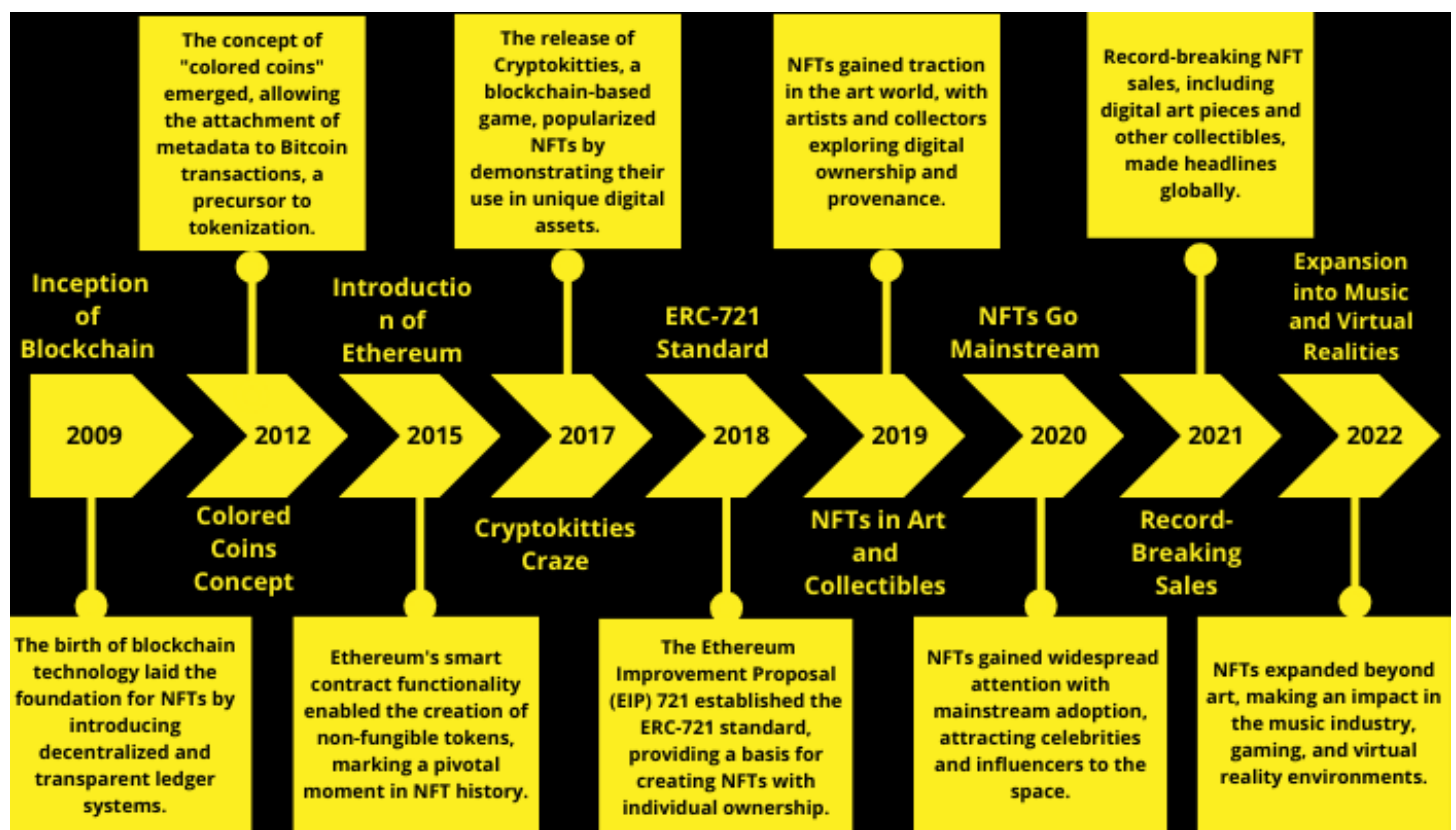 The concept of
"colored coins"
emerged, allowing
the attachment of
metadata to Bitcoin
transactions, a
precursor to
tokenization.
The release of
Cryptokitties, a
blockchain-based
game, popularized
NFTs by
demonstrating their
use in unique digital
assets.
NFTs gained traction
in the art world, with
artists and collectors
exploring digital
ownership and
provenance.
Record-breaking NFT
sales, including
digital art pieces and
other collectibles,
made headlines
globally.
Inception
of
Blockchain
Introductio
n of
Ethereum
ERC-721
Standard
NFTs Go
Mainstream
Expansion
into Music
and Virtual
Realities
2009
2012
2015
2017
2018
2019
2020
2021
2022
Colored
Coins
Concept
Cryptokitties
Craze
NFTs in Art
and
Collectibles
Record-
Breaking
Sales
The birth of blockchain
technology laid the
foundation for NFTs by
introducing
decentralized and
transparent ledger
systems.
Ethereum's smart
contract functionality
enabled the creation of
non-fungible tokens,
marking a pivotal
moment in NFT history.
The Ethereum
Improvement Proposal
(EIP) 721 established the
ERC-721 standard,
providing a basis for
creating NFTs with
individual ownership.
NFTs gained widespread
attention with
mainstream adoption,
attracting celebrities
and influencers to the
space.
NFTs expanded beyond
art, making an impact in
the music industry,
gaming, and virtual
reality environments.